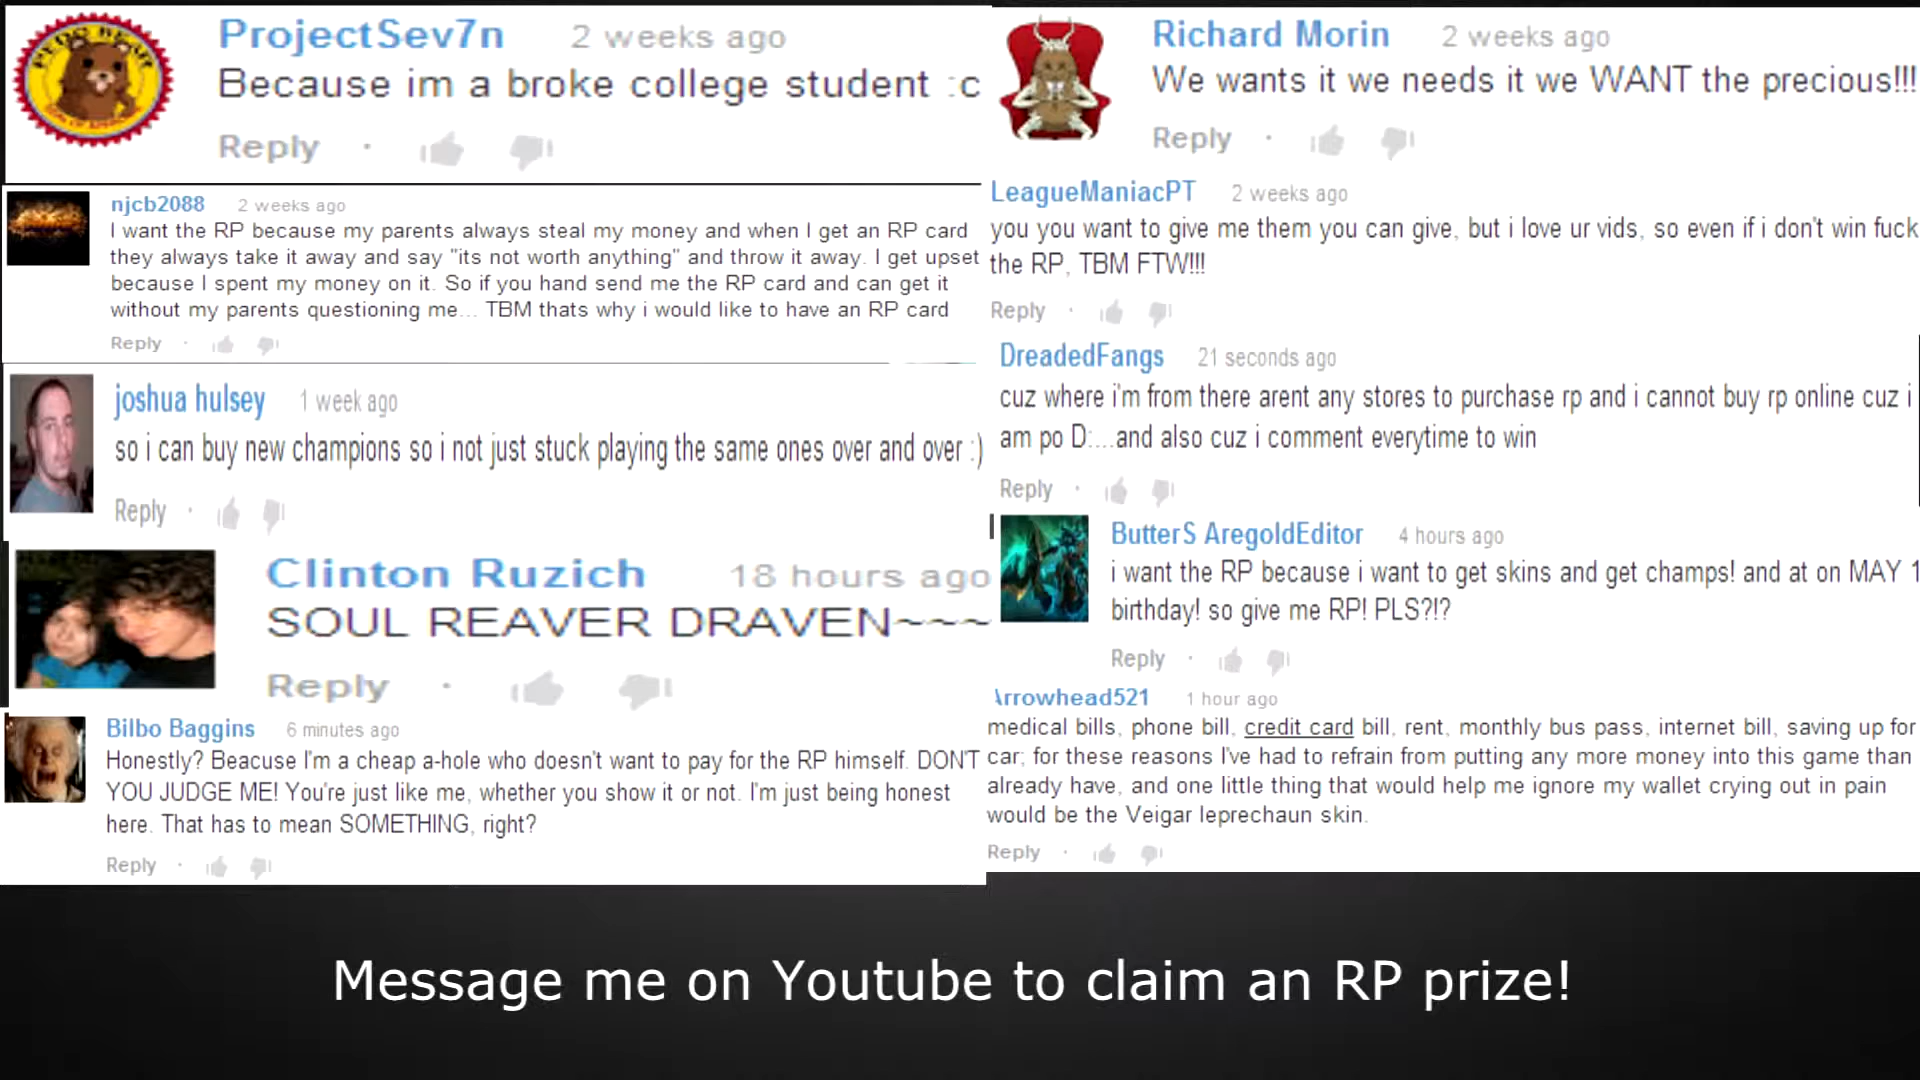 ProjectSev7n 2 weeks ago
Because im a broke college student :c
Reply
njcb2088 2 weeks ago
I want the RP because my parents always steal my money and when I get an RP card
they always take it away and say "its not worth anything" and throw it away. I get upset
because I spent my money on it. So if you hand send me the RP card and can get it
without my parents questioning me... TBM thats why i would like to have an RP card
Reply
joshua hulsey 1 week ago
so i can buy new champions so i not just stuck playing the same ones over and over :)
Reply
Clinton Ruzich 18 hours ago
SOUL REAVER DRAVEN~~~
Reply
Bilbo Baggins 6 minutes ago
Honestly? Beacuse I'm a cheap a-hole who doesn't want to pay for the RP himself. DON'T
YOU JUDGE ME! You're just like me, whether you show it or not. I'm just being honest
here. That has to mean SOMETHING, right?
Reply
Richard Morin 2 weeks ago
We wants it we needs it we WANT the precious!!!
Reply
LeagueManiacPT 2 weeks ago
you you want to give me them you can give, but i love ur vids, so even if i don't win fuck
the RP, TBM FTW!!!
Reply
DreadedFangs 21 seconds ago
cuz where i'm from there arent any stores to purchase rp and i cannot buy rp online cuz i
am po D:...and also cuz i comment everytime to win
Reply
ButterS AregoldEditor 4 hours ago
i want the RP because i want to get skins and get champs! and at on MAY 1
birthday! so give me RP! PLS?!?
Reply
Arrowhead521 1 hour ago
medical bills, phone bill, credit card bill, rent, monthly bus pass, internet bill, saving up for
car; for these reasons I've had to refrain from putting any more money into this game than
already have, and one little thing that would help me ignore my wallet crying out in pain
would be the Veigar leprechaun skin.
Reply
Message me on Youtube to claim an RP prize!